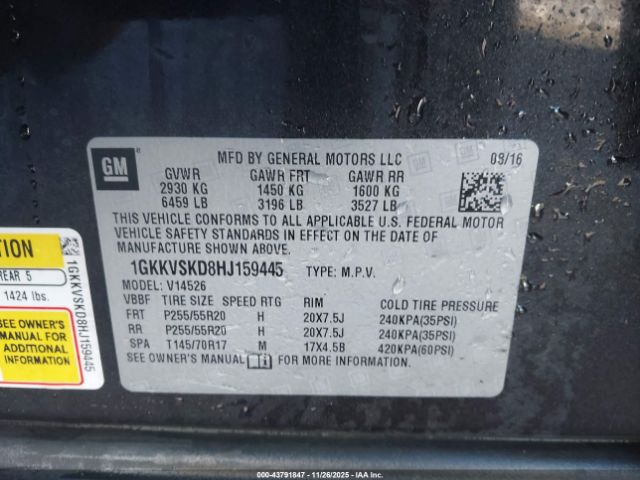 GM
MFD BY GENERAL MOTORS LLC 09/16
GVWR GAWR FRT GAWR RR
2930 KG 1450 KG 1600 KG
6459 LB 3196 LB 3527 LB
THIS VEHICLE CONFORMS TO ALL APPLICABLE U.S. FEDERAL MOTOR
VEHICLE SAFETY STANDARDS IN EFFECT ON THE DATE OF
MANUFACTURE SHOWN ABOVE.
1GKKVSKD8HJ159445 TYPE: M.P.V.
MODEL: V14526
VBBF TIRE SIZE SPEED RTG RIM COLD TIRE PRESSURE
FRT P255/55R20 H 20X7.5J 240KPA(35PSI)
RR P255/55R20 H 20X7.5J 240KPA(35PSI)
SPA T145/70R17 M 17X4.5B 420KPA(60PSI)
SEE OWNER'S MANUAL FOR MORE INFORMATION.
REAR 5
1424 lbs.
SEE OWNER'S
MANUAL FOR
ADDITIONAL
INFORMATION
1GKKVSKD8HJ159445
000-43791847 - 11/26/2025 - IAAI.COM